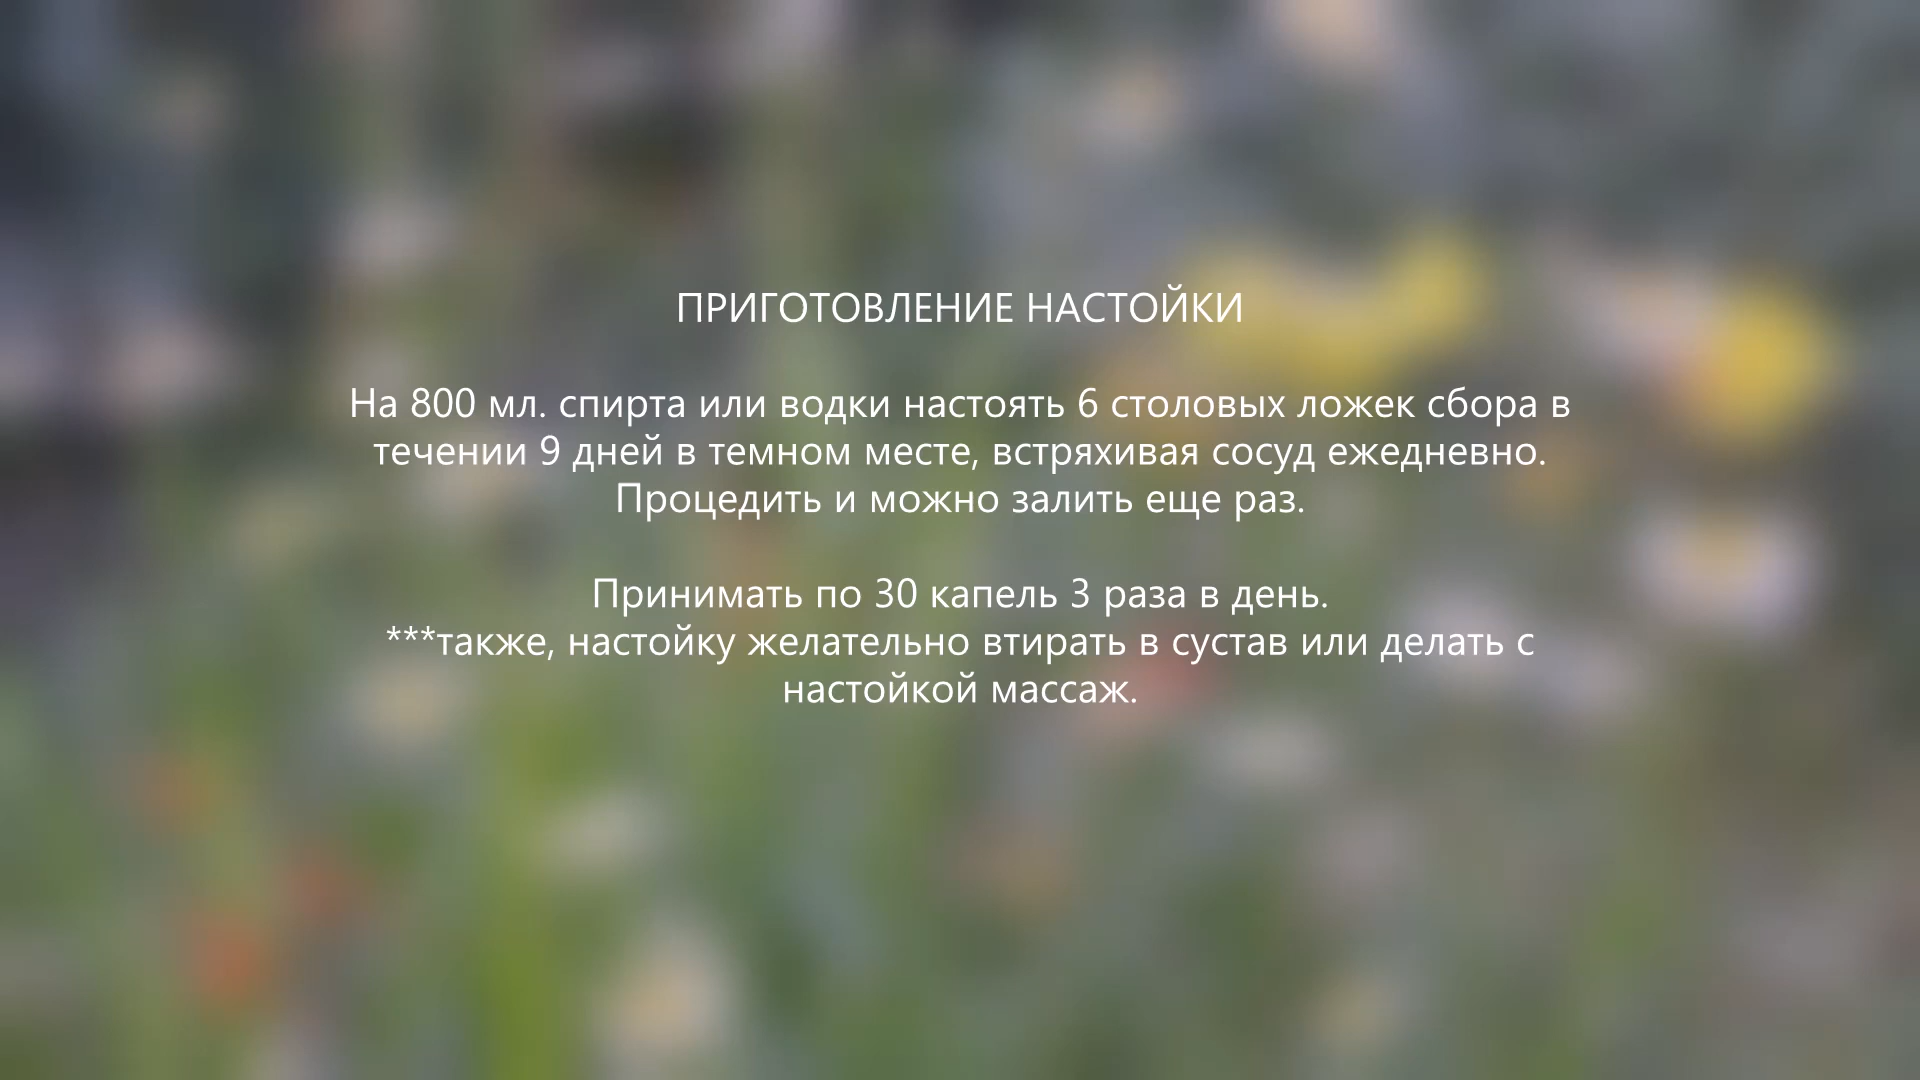 ПРИГОТОВЛЕНИЕ НАСТОЙКИ
На 800 мл. спирта или водки настоять 6 столовых ложек сбора в
течении 9 дней в темном месте, встряхивая сосуд ежедневно.
Процедить и можно залить еще раз.
Принимать по 30 капель 3 раза в день.
***также, настойку желательно втирать в сустав или делать с
настойкой массаж.